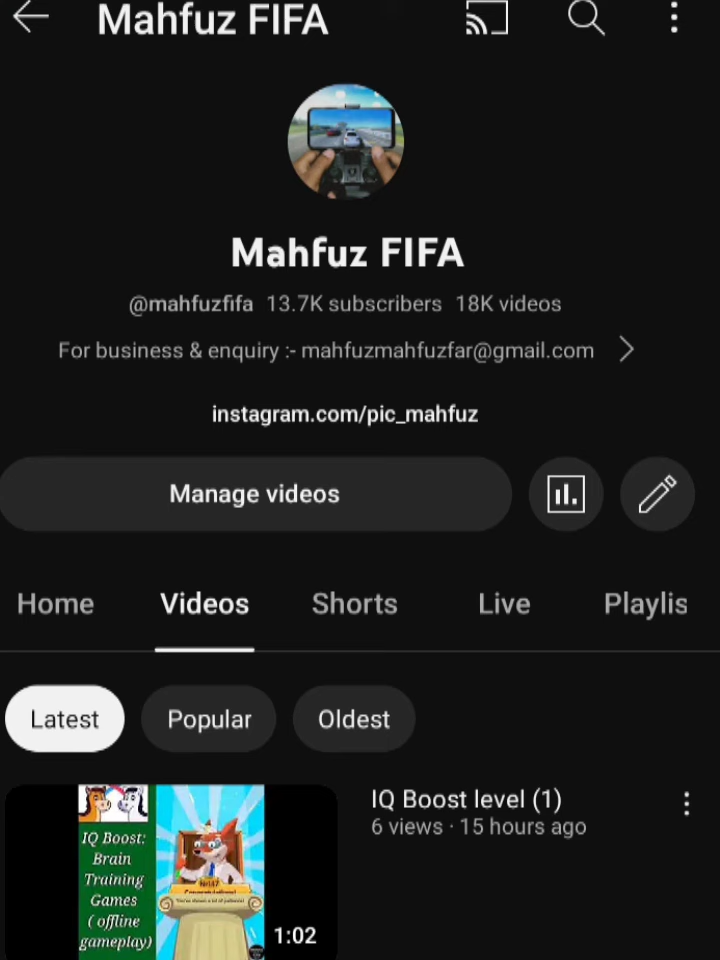 Mahfuz FIFA
Mahfuz FIFA
@mahfuzfifa 13.7K subscribers 18K videos
For business & enquiry :- mahfuzmahfuzfar@gmail.com
instagram.com/pic_mahfuz
Manage videos
Home Videos Shorts Live Playlis
Latest Popular Oldest
IQ Boost level (1)
6 views · 15 hours ago
IQ Boost:
Brain
Training
Games
( offline
gameplay)
1:02